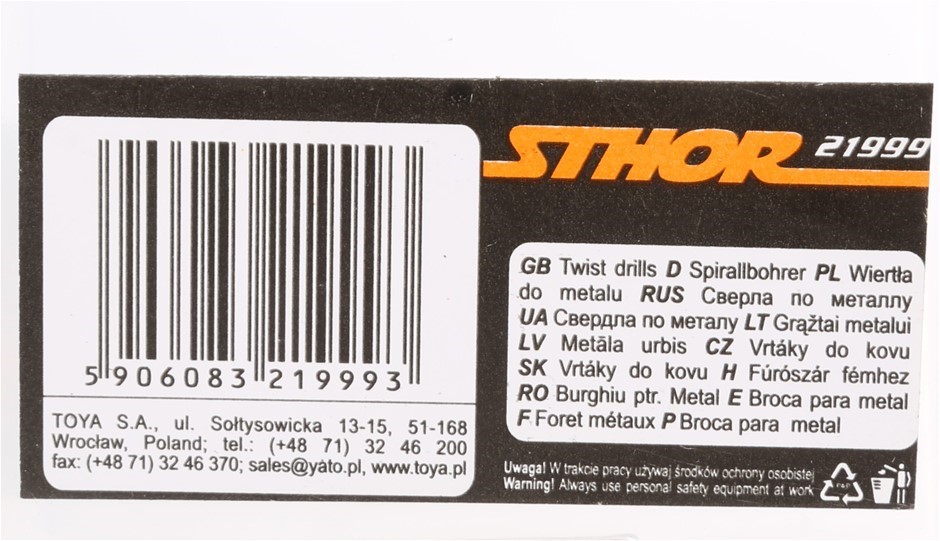 5 906083 219993
TOYA S.A., ul. Sołtysowicka 13-15, 51-168
Wrocław, Poland; tel.: (+48 71) 32 46 200
fax: (+48 71) 32 46 370; sales@yato.pl, www.toya.pl
STHOR 21999
GB Twist drills D Spirallbohrer PL Wiertła
do metalu RUS Сверла по металлу
UA Свердла по металу LT Grąžtai metalui
LV Metāla urbis CZ Vrtáky do kovu
SK Vrtáky do kovu H Fúrószár fémhez
RO Burghiu ptr. Metal E Broca para metal
F Foret métaux P Broca para metal
Uwaga! W trakcie pracy używaj środków ochrony osobistej
Warning! Always use personal safety equipment at work
PAP